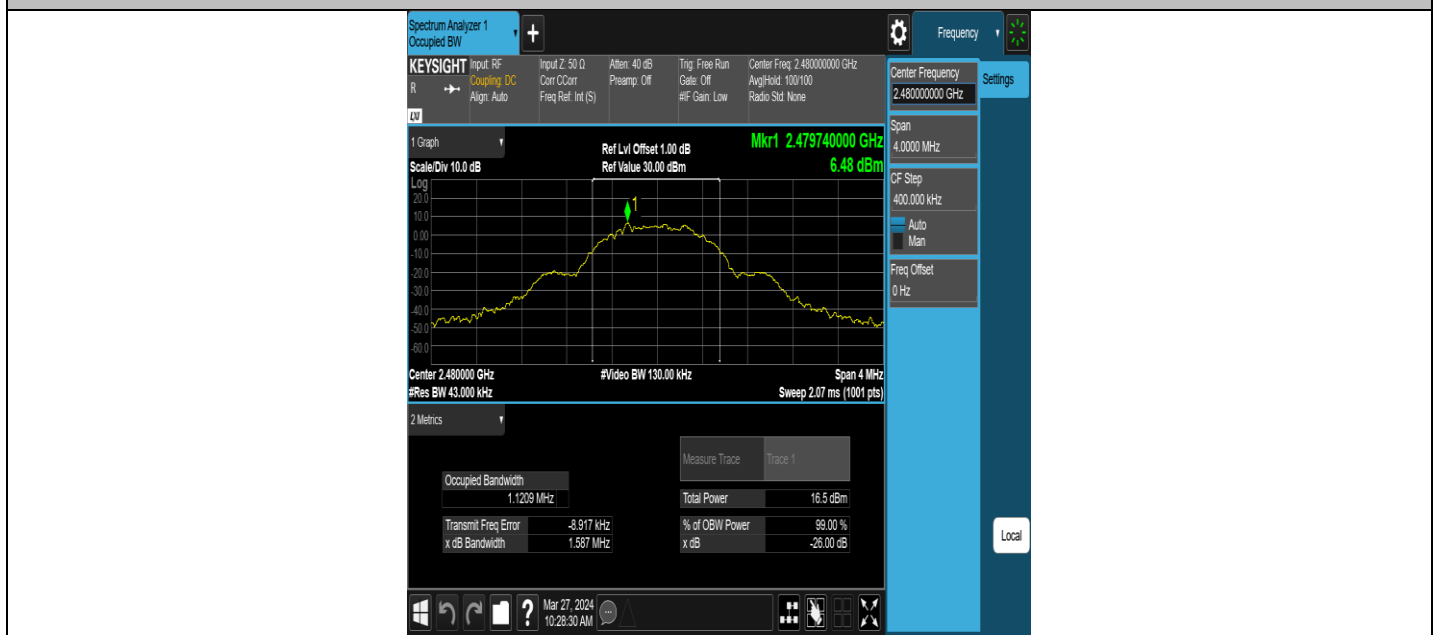 Spectrum Analyzer 1
Occupied BW
Frequency
KEYSIGHT
R
LXI
Input: RF
Coupling: DC
Align: Auto
Input Z: 50 Ω
Corr CCorr
Freq Ref: Int (S)
Atten: 40 dB
Preamp: Off
Trig: Free Run
Gate: Off
#IF Gain: Low
Center Freq: 2.480000000 GHz
Avg|Hold: 100/100
Radio Std: None
1 Graph
Scale/Div 10.0 dB
Ref Lvl Offset 1.00 dB
Ref Value 30.00 dBm
Mkr1 2.479740000 GHz
6.48 dBm
Log
20.0
10.0
0.00
-10.0
-20.0
-30.0
-40.0
-50.0
-60.0
1
Center 2.480000 GHz
#Res BW 43.000 kHz
#Video BW 130.00 kHz
Span 4 MHz
Sweep 2.07 ms (1001 pts)
2 Metrics
Measure Trace Trace 1
Occupied Bandwidth
1.1209 MHz
Total Power 16.5 dBm
Transmit Freq Error -8.917 kHz
% of OBW Power 99.00 %
x dB Bandwidth 1.587 MHz
x dB -26.00 dB
?
Mar 27, 2024
10:28:30 AM
Center Frequency
2.480000000 GHz
Settings
Span
4.0000 MHz
CF Step
400.000 kHz
Auto
Man
Freq Offset
0 Hz
Local